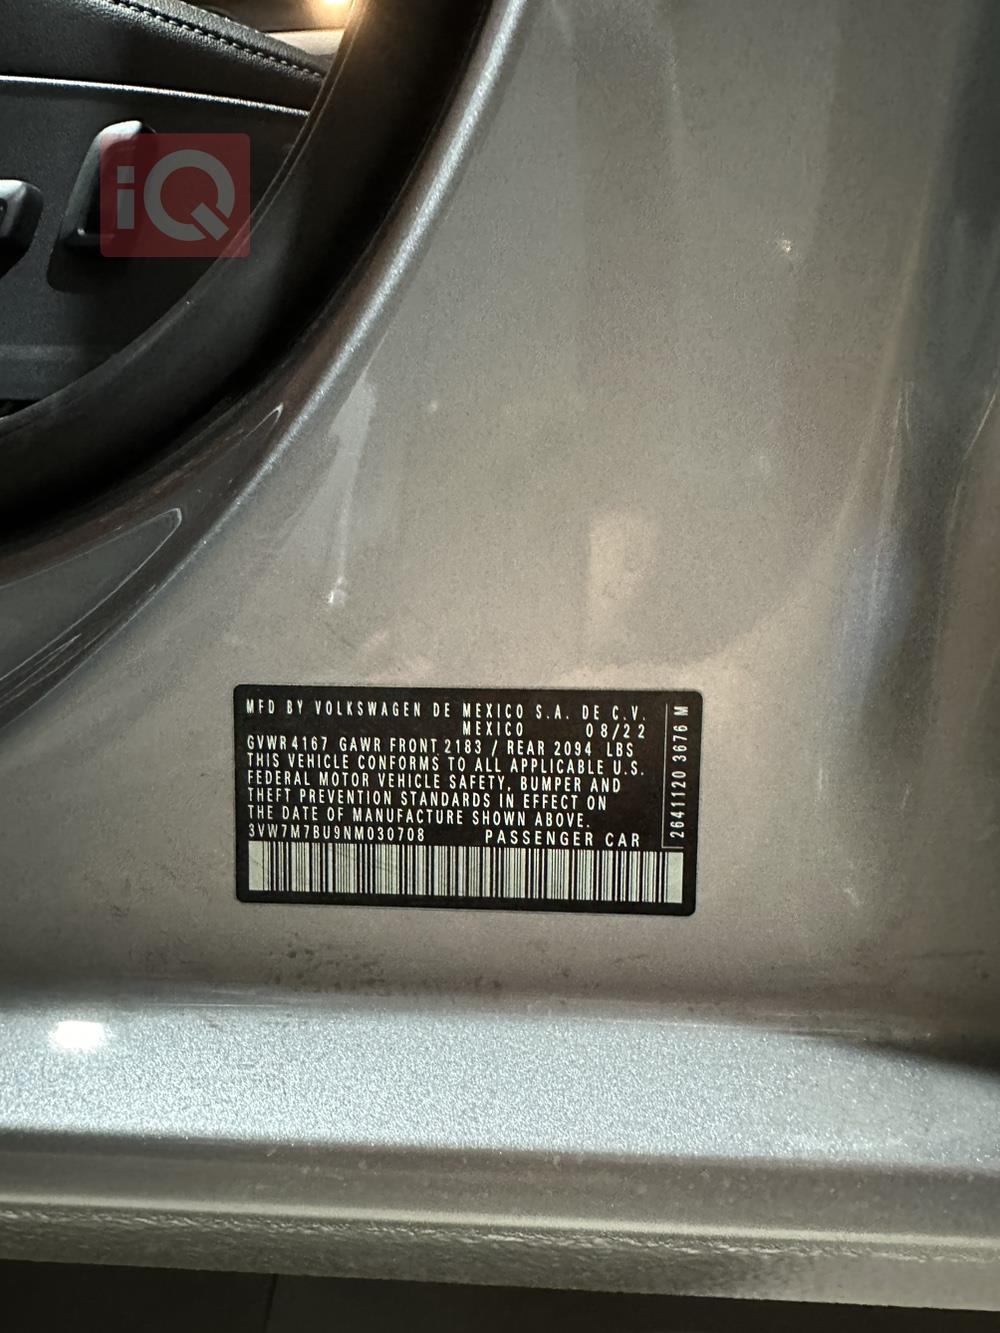 iQ
MFD BY VOLKSWAGEN DE MEXICO S.A. DE C.V.
MEXICO 08/22
GVWR 4167 GAWR FRONT 2183 / REAR 2094 LBS
THIS VEHICLE CONFORMS TO ALL APPLICABLE U.S.
FEDERAL MOTOR VEHICLE SAFETY, BUMPER AND
THEFT PREVENTION STANDARDS IN EFFECT ON
THE DATE OF MANUFACTURE SHOWN ABOVE.
3VW7M7BU9NM030708 PASSENGER CAR
2641120 3676 M